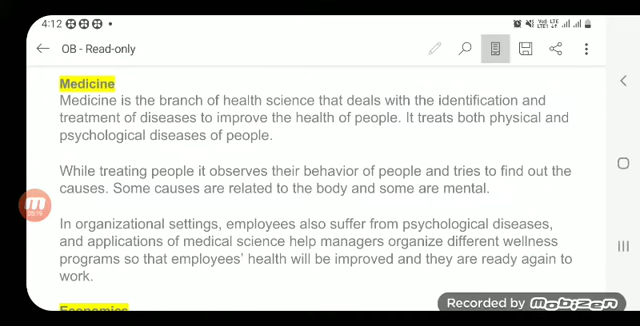 4:12
OB - Read-only
Medicine
Medicine is the branch of health science that deals with the identification and
treatment of diseases to improve the health of people. It treats both physical and
psychological diseases of people.
While treating people it observes their behavior of people and tries to find out the
causes. Some causes are related to the body and some are mental.
In organizational settings, employees also suffer from psychological diseases,
and applications of medical science help managers organize different wellness
programs so that employees' health will be improved and they are ready again to
work.
Economics
Recorded by Mobizen